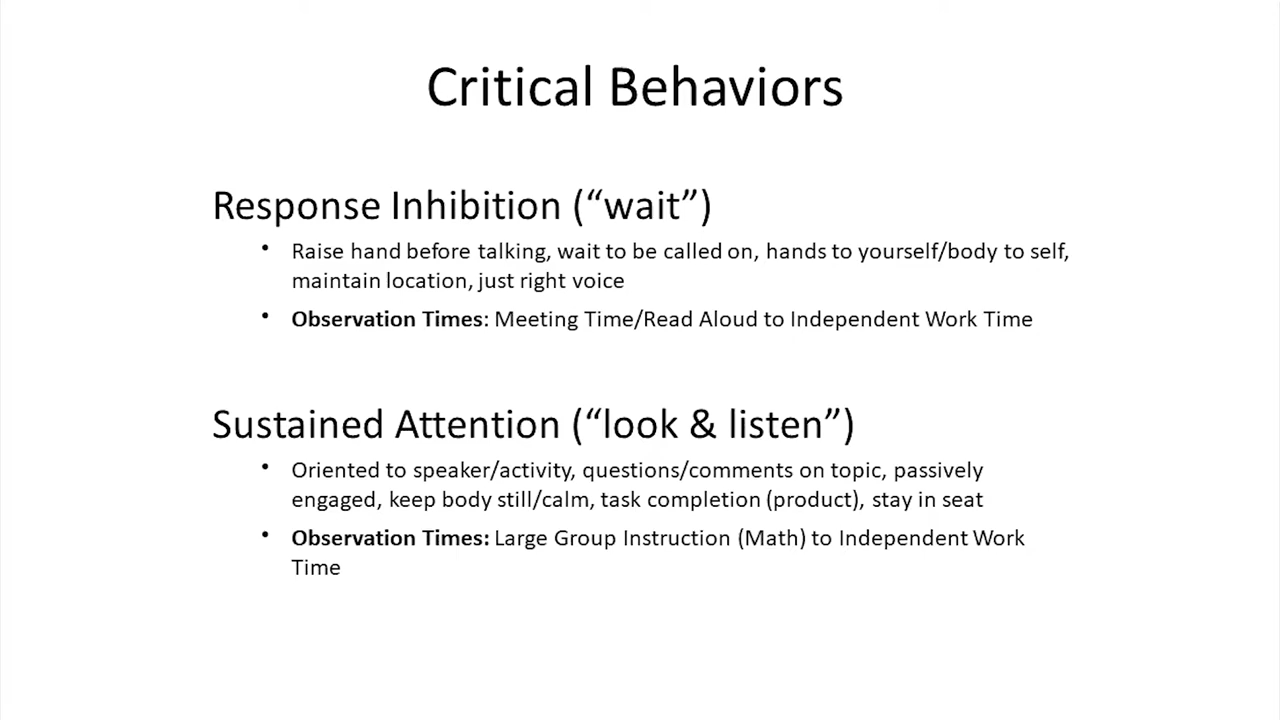 Critical Behaviors
Response Inhibition (“wait”)
• Raise hand before talking, wait to be called on, hands to yourself/body to self,
maintain location, just right voice
• Observation Times: Meeting Time/Read Aloud to Independent Work Time
Sustained Attention (“look & listen”)
• Oriented to speaker/activity, questions/comments on topic, passively
engaged, keep body still/calm, task completion (product), stay in seat
• Observation Times: Large Group Instruction (Math) to Independent Work
Time